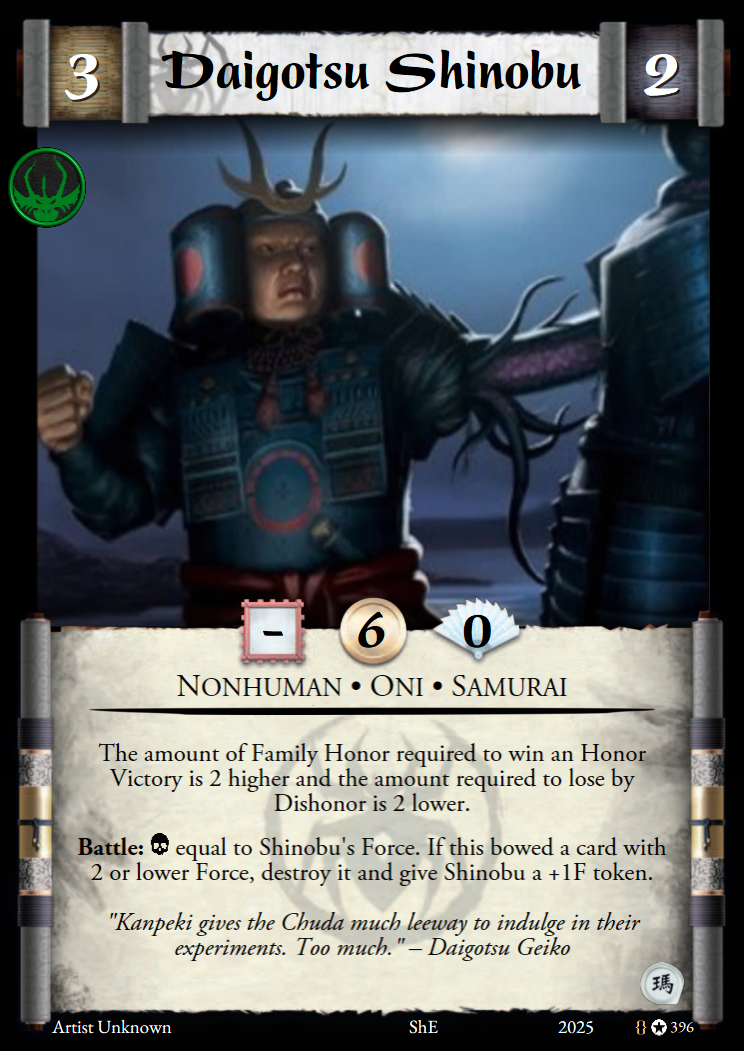 3 Daigotsu Shinobu 2
- 6 0
Nonhuman • Oni • Samurai
The amount of Family Honor required to win an Honor
Victory is 2 higher and the amount required to lose by
Dishonor is 2 lower.
Battle: equal to Shinobu's Force. If this bowed a card with
2 or lower Force, destroy it and give Shinobu a +1F token.
"Kanpeki gives the Chuda much leeway to indulge in their
experiments. Too much." – Daigotsu Geiko
瑪
Artist Unknown ShE 2025 {} ✪ 396